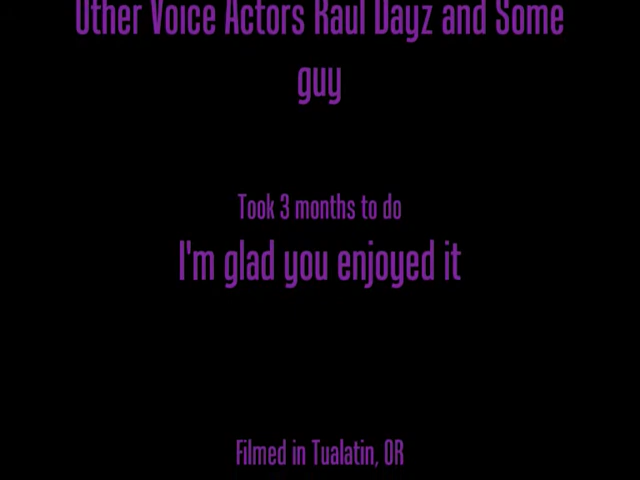 Other Voice Actors Raul Dayz and Some
guy
Took 3 months to do
I'm glad you enjoyed it
Filmed in Tualatin, OR